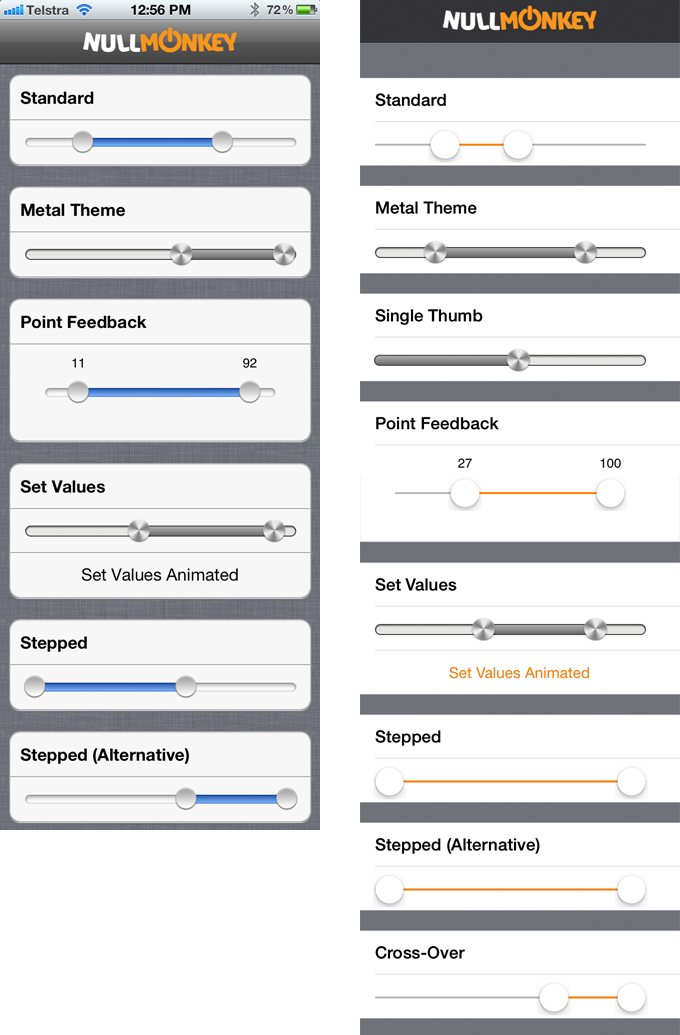 Telstra 12:56 PM 72%
NULLMONKEY
Standard
Metal Theme
Point Feedback
11 92
Set Values
Set Values Animated
Stepped
Stepped (Alternative)
NULLMONKEY
Standard
Metal Theme
Single Thumb
Point Feedback
27 100
Set Values
Set Values Animated
Stepped
Stepped (Alternative)
Cross-Over